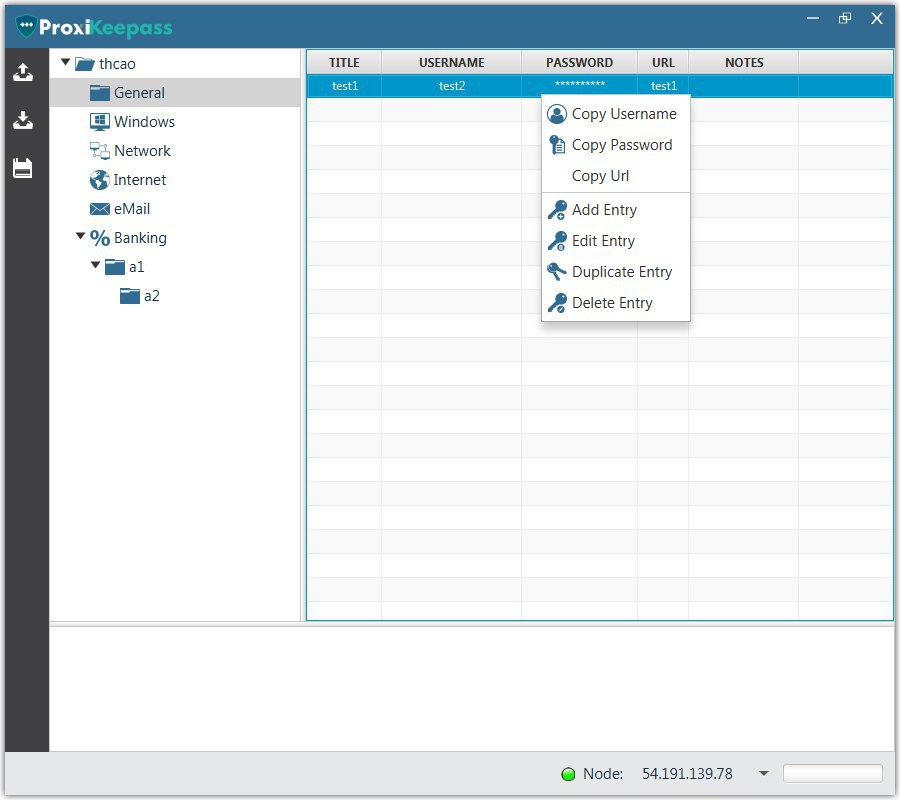 ProxiKeepass
thcao
General
Windows
Network
Internet
eMail
Banking
a1
a2
TITLE USERNAME PASSWORD URL NOTES
test1 test2 ********** test1
Copy Username
Copy Password
Copy Url
Add Entry
Edit Entry
Duplicate Entry
Delete Entry
Node: 54.191.139.78